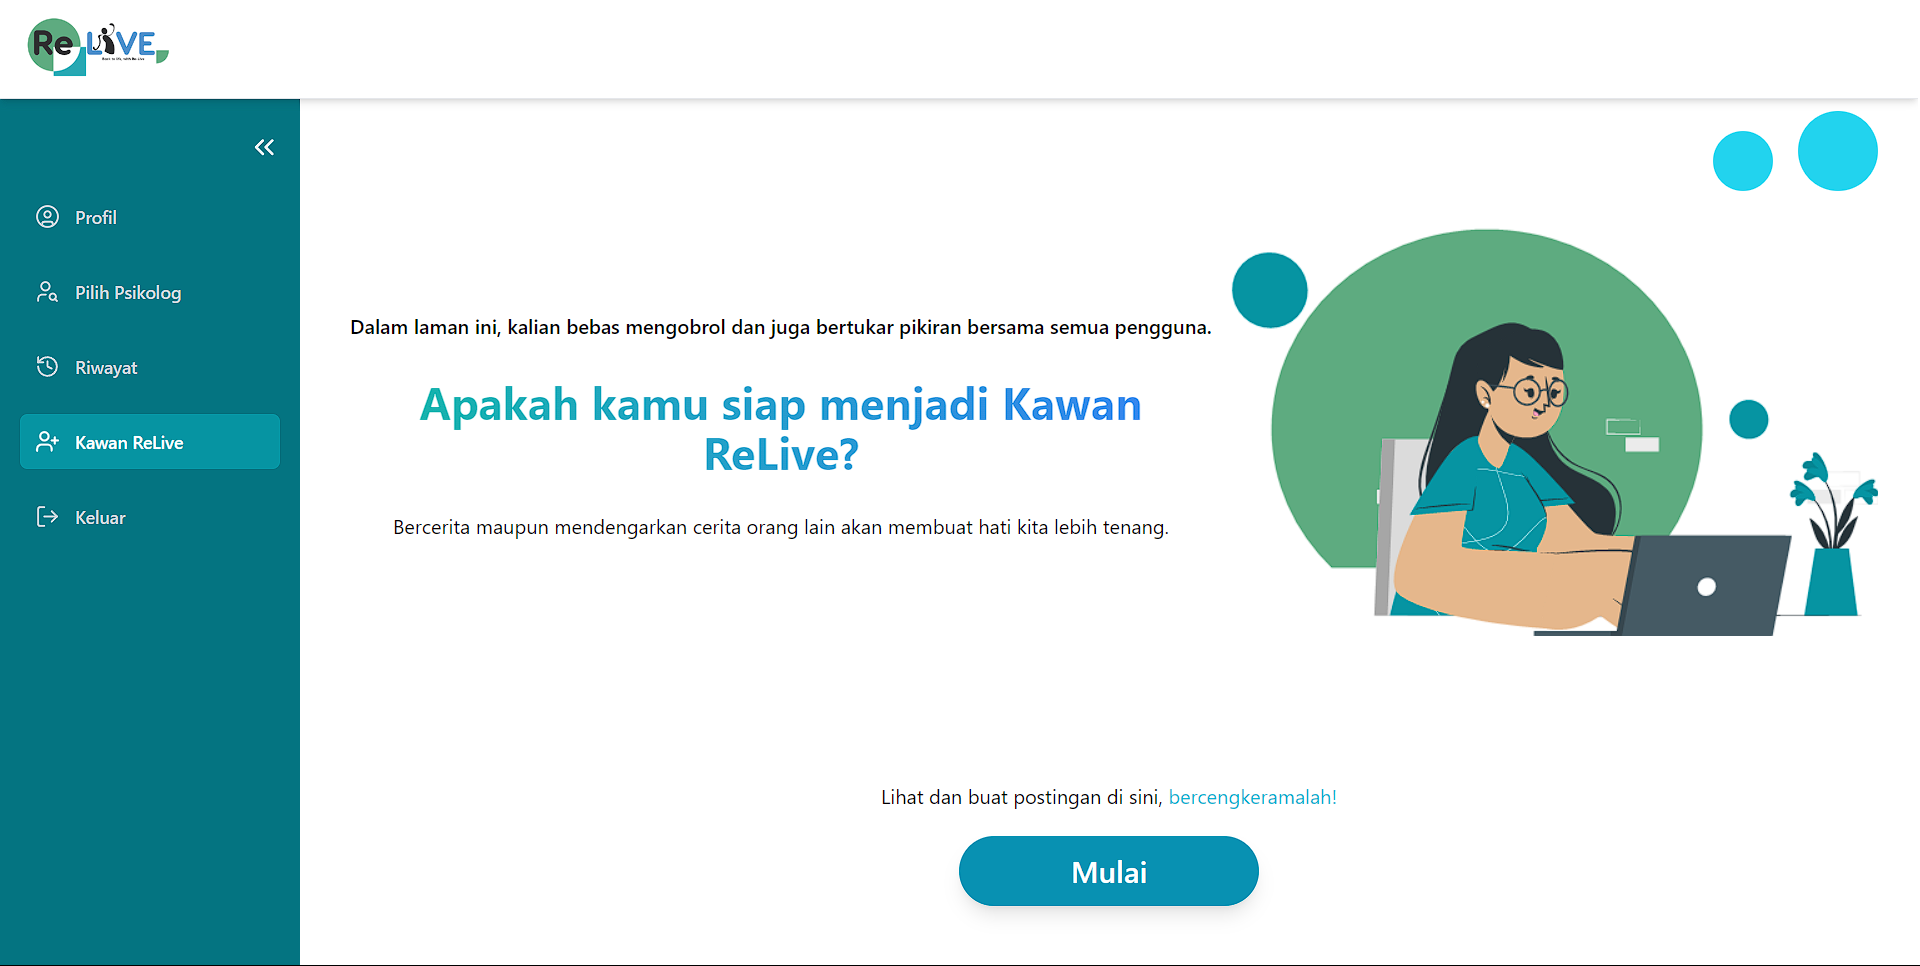 Re LIVE
Profil
Pilih Psikolog
Riwayat
Kawan ReLive
Keluar
Dalam laman ini, kalian bebas mengobrol dan juga bertukar pikiran bersama semua pengguna.
Apakah kamu siap menjadi Kawan
ReLive?
Bercerita maupun mendengarkan cerita orang lain akan membuat hati kita lebih tenang.
Lihat dan buat postingan di sini, bercengkeramalah!
Mulai